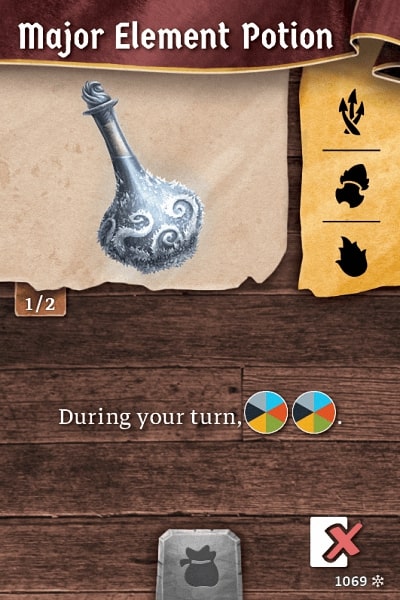 Major Element Potion
1/2
During your turn, .
1069